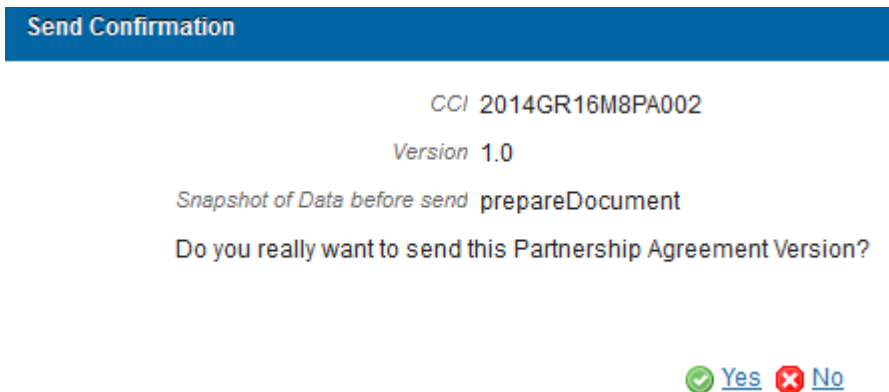 Send Confirmation
CCI 2014GR16M8PA002
Version 1.0
Snapshot of Data before send prepareDocument
Do you really want to send this Partnership Agreement Version?
Yes No